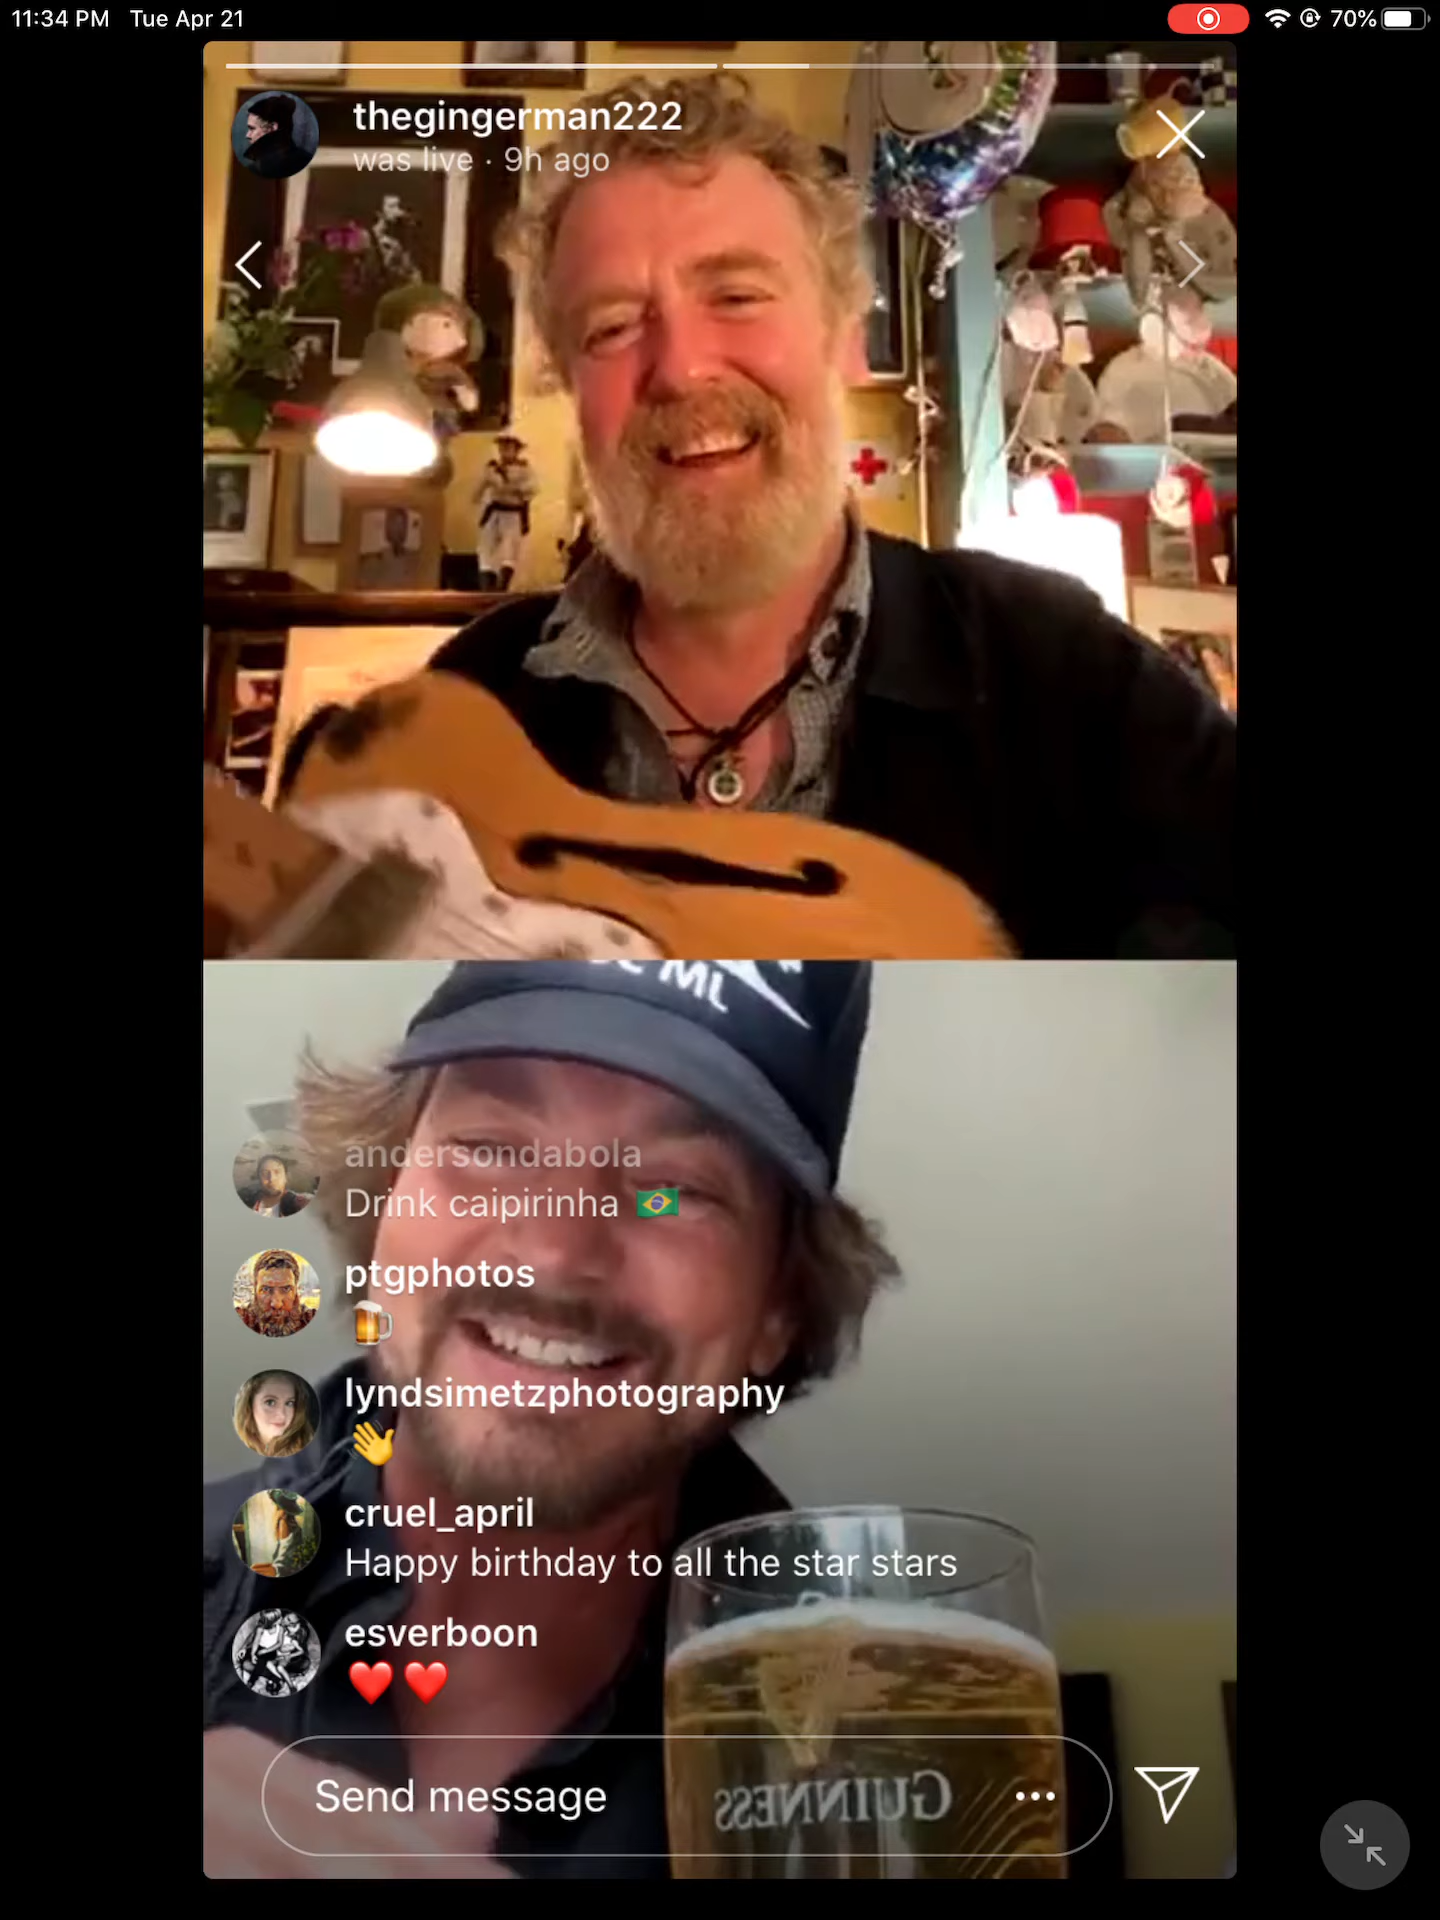 11:34 PM Tue Apr 21
70%
thegingerman222
was live · 9h ago
ML
andersondabola
Drink caipirinha 🇧🇷
ptgphotos
🍺
lyndsimetzphotography
👋
cruel_april
Happy birthday to all the star stars
esverboon
❤️❤️
Send message
GUINNESS